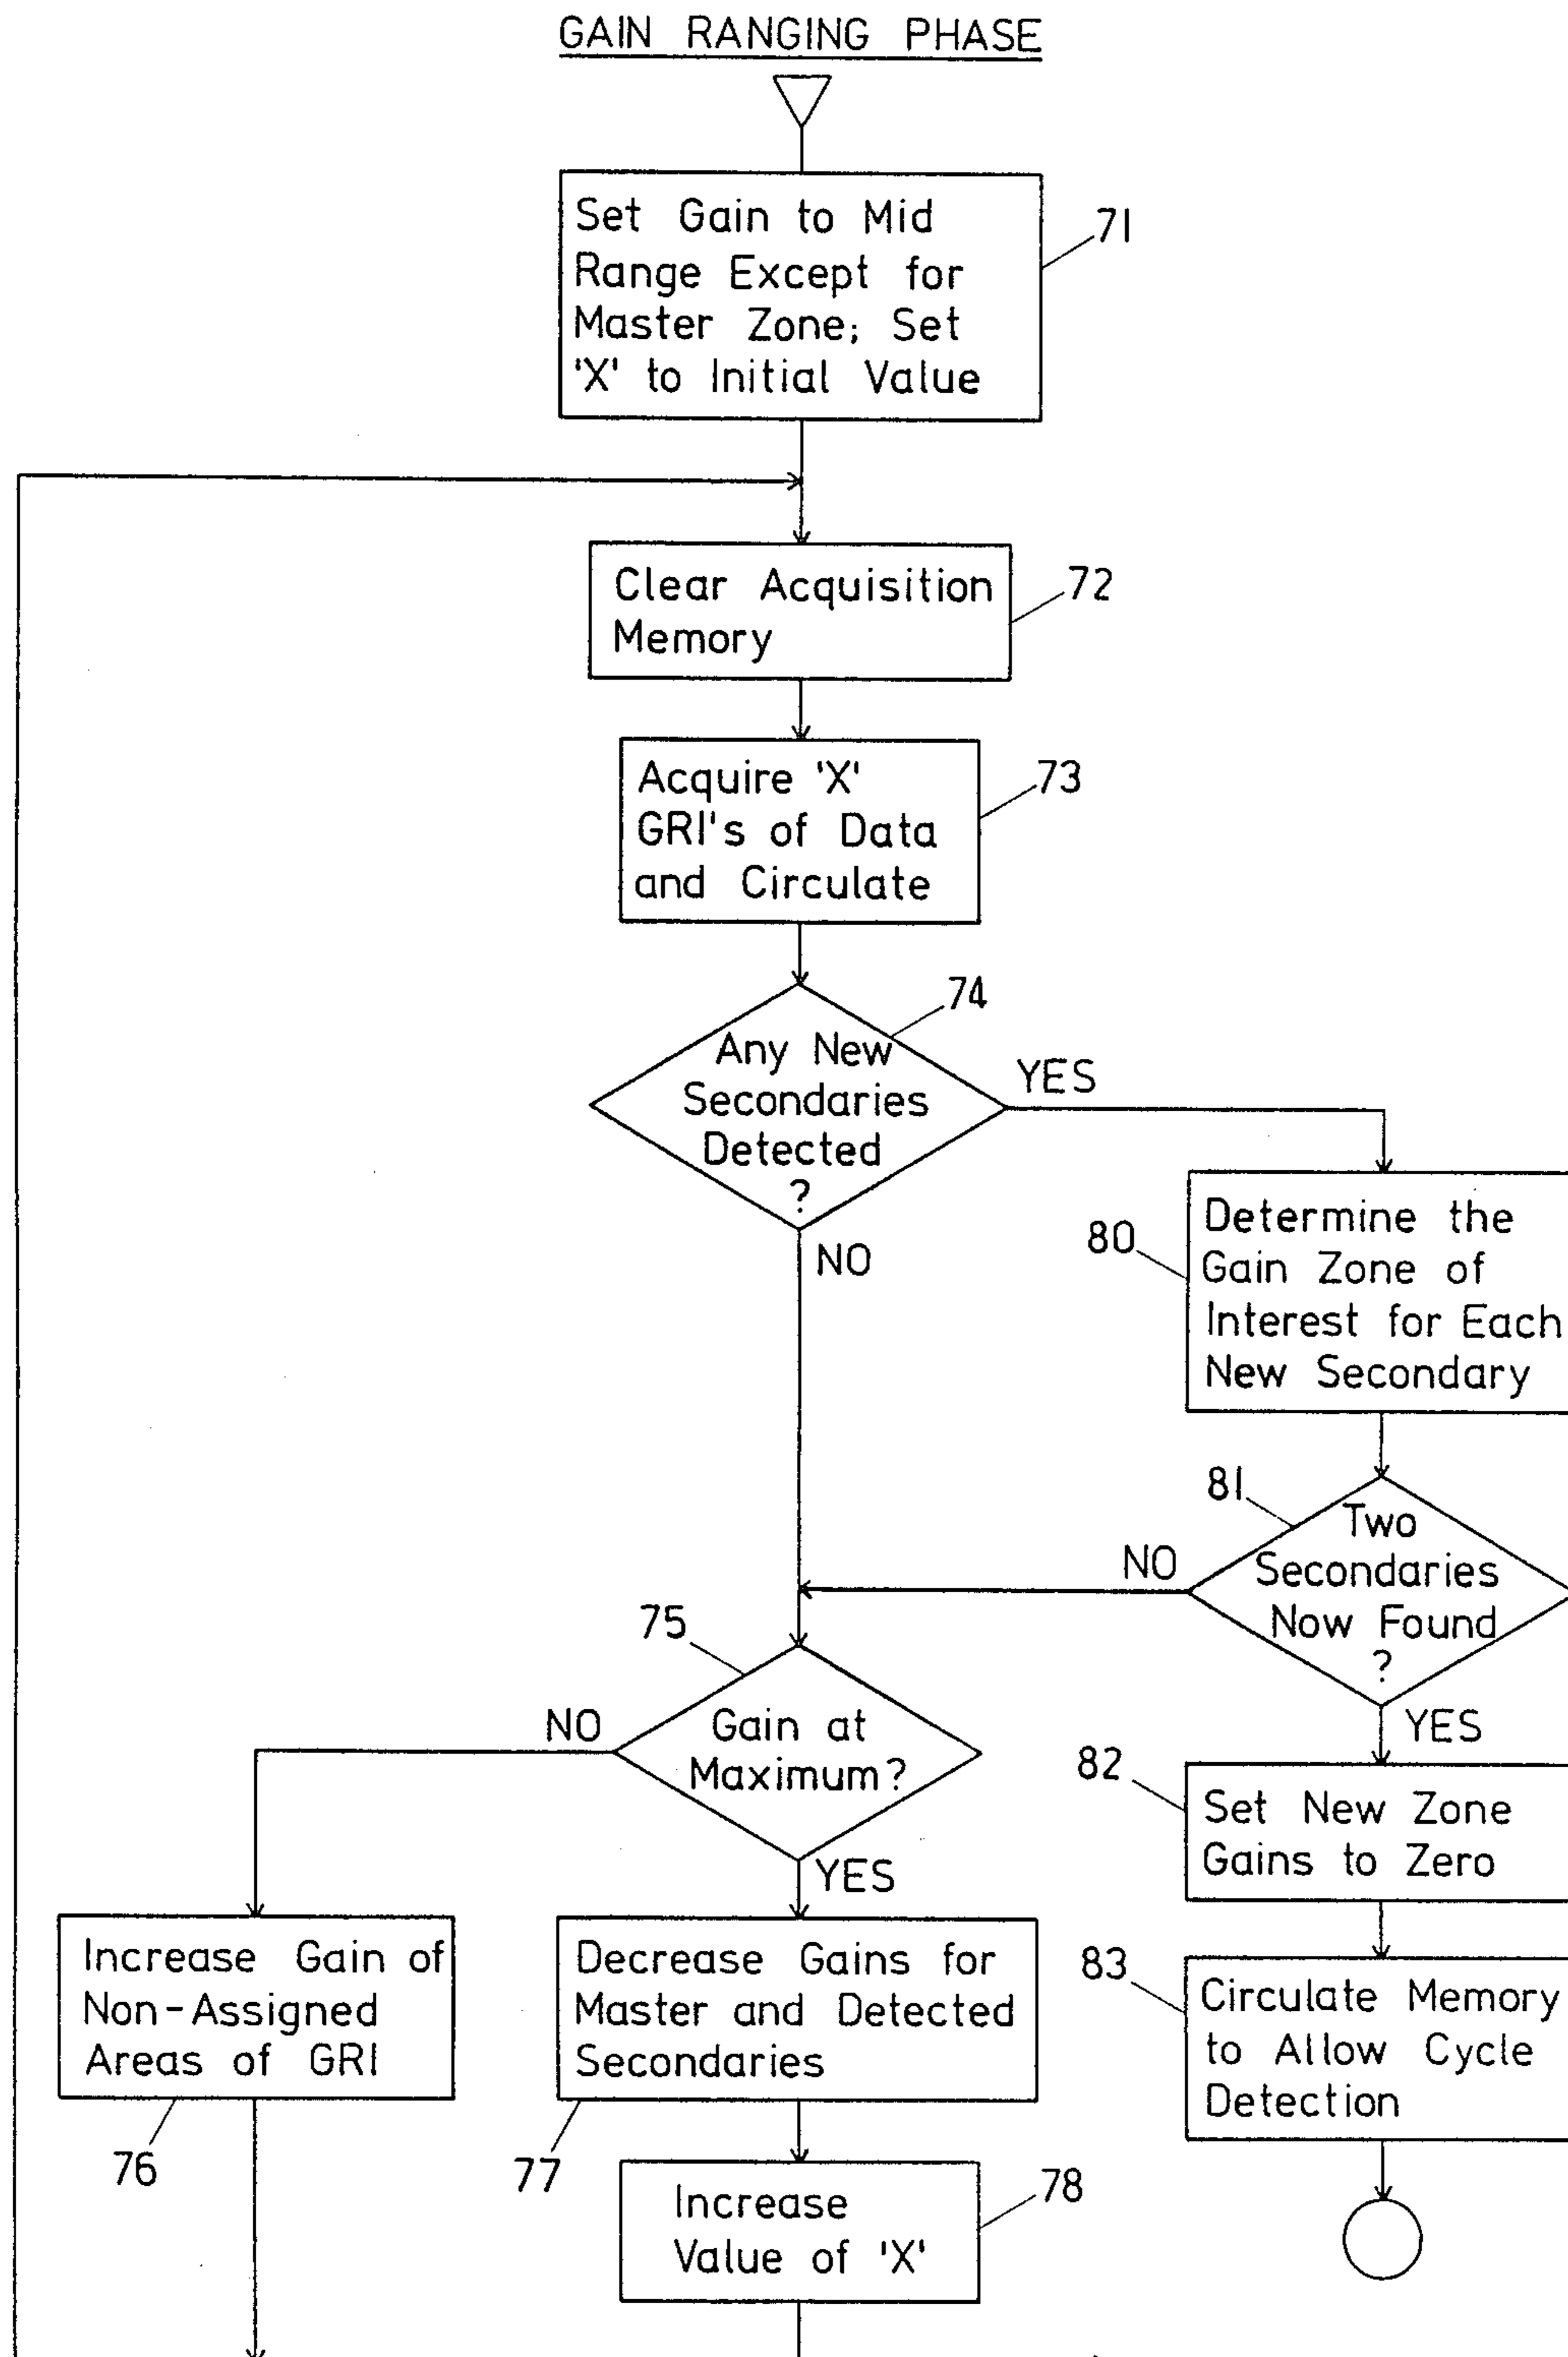 GAIN RANGING PHASE
Set Gain to Mid
Range Except for
Master Zone; Set
'X' to Initial Value
71
Clear Acquisition
Memory
72
Acquire 'X'
GRI's of Data
and Circulate
73
74
Any New
Secondaries
Detected
?
YES
NO
80
Determine the
Gain Zone of
Interest for Each
New Secondary
81
Two
Secondaries
Now Found
?
NO
YES
75
Gain at
Maximum?
NO
YES
82
Set New Zone
Gains to Zero
Increase Gain of
Non-Assigned
Areas of GRI
76
Decrease Gains for
Master and Detected
Secondaries
77
83
Circulate Memory
to Allow Cycle
Detection
Increase
Value of 'X'
78